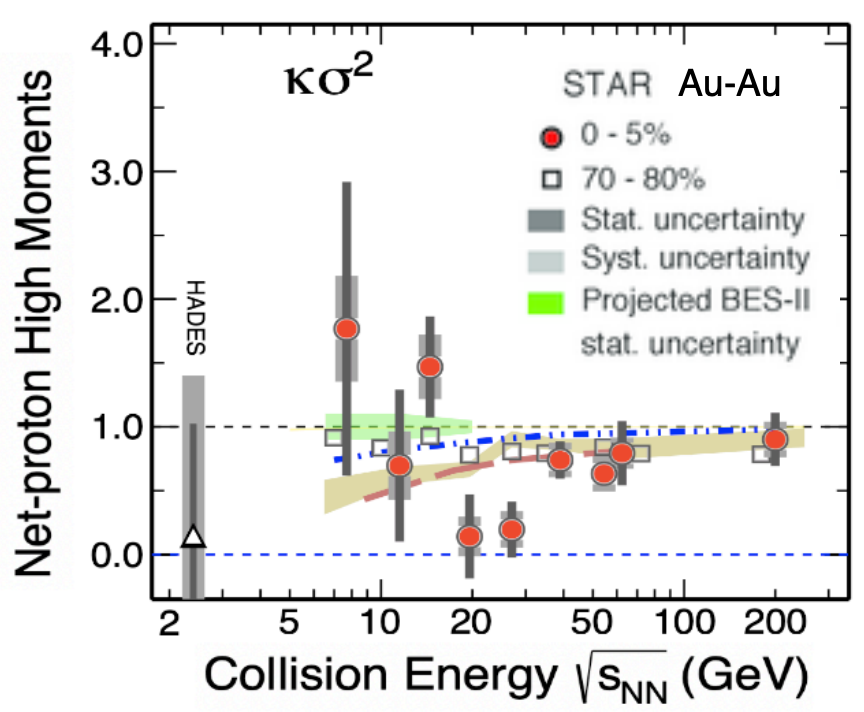 4.0
3.0
2.0
1.0
0.0
Net-proton High Moments
κσ²
STAR Au-Au
0 - 5%
70 - 80%
Stat. uncertainty
Syst. uncertainty
Projected BES-II
stat. uncertainty
HADES
2 5 10 20 50 100 200
Collision Energy √sNN (GeV)